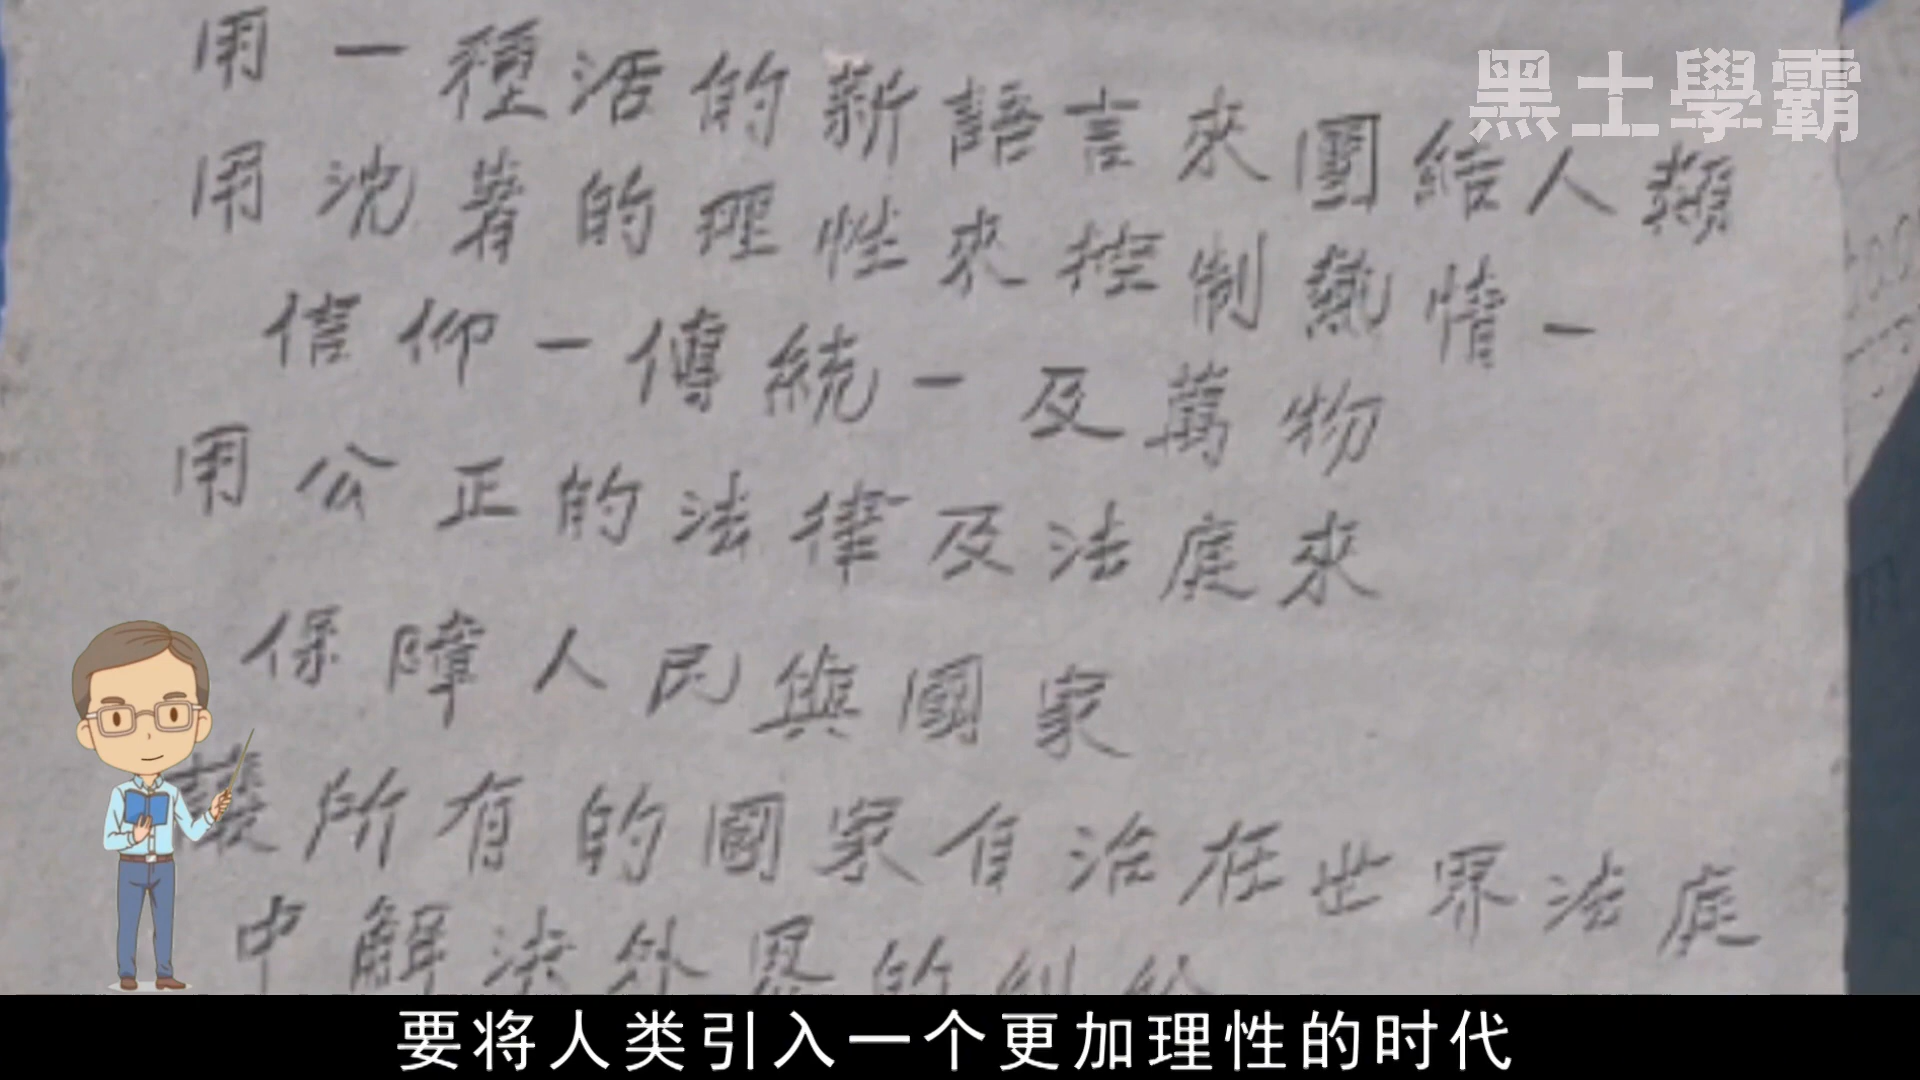 黑土學霸
用一種活的新語言來團結人類
用沈著的理性來控制熱情－
信仰－傳統－及萬物
用公正的法律及法庭來
保障人民與國家
讓所有的國家自治在世界法庭
中解決外界的糾紛
要将人类引入一个更加理性的时代